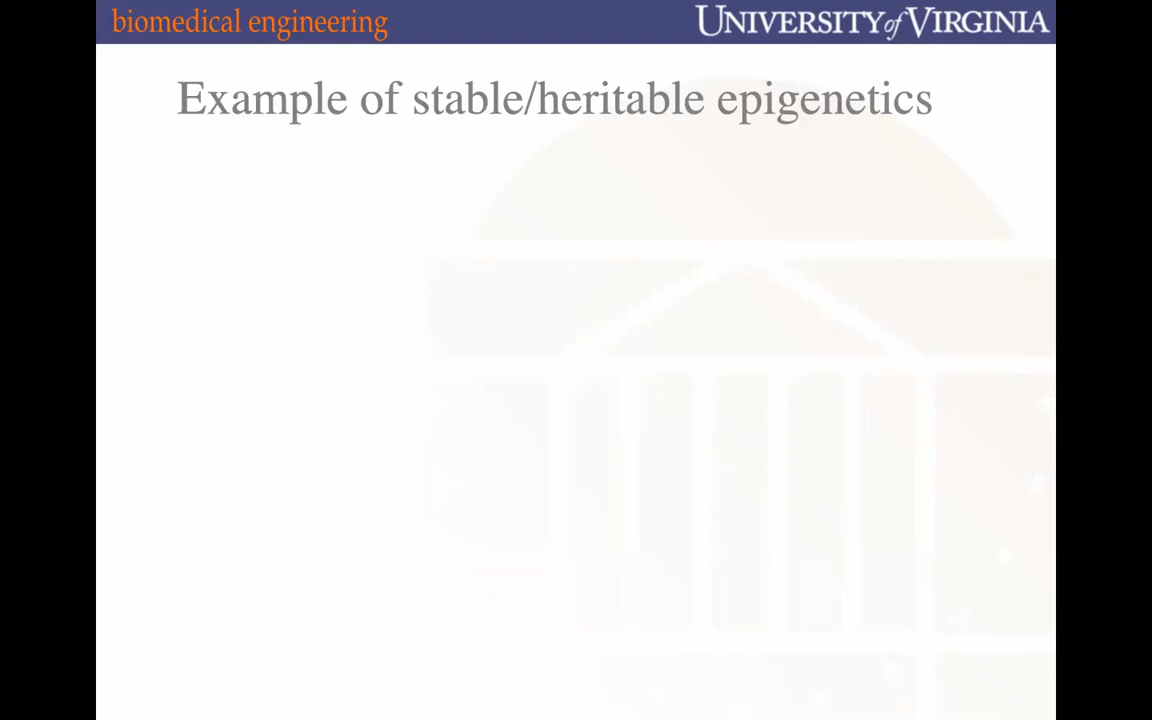 biomedical engineering
UNIVERSITY of VIRGINIA
Example of stable/heritable epigenetics